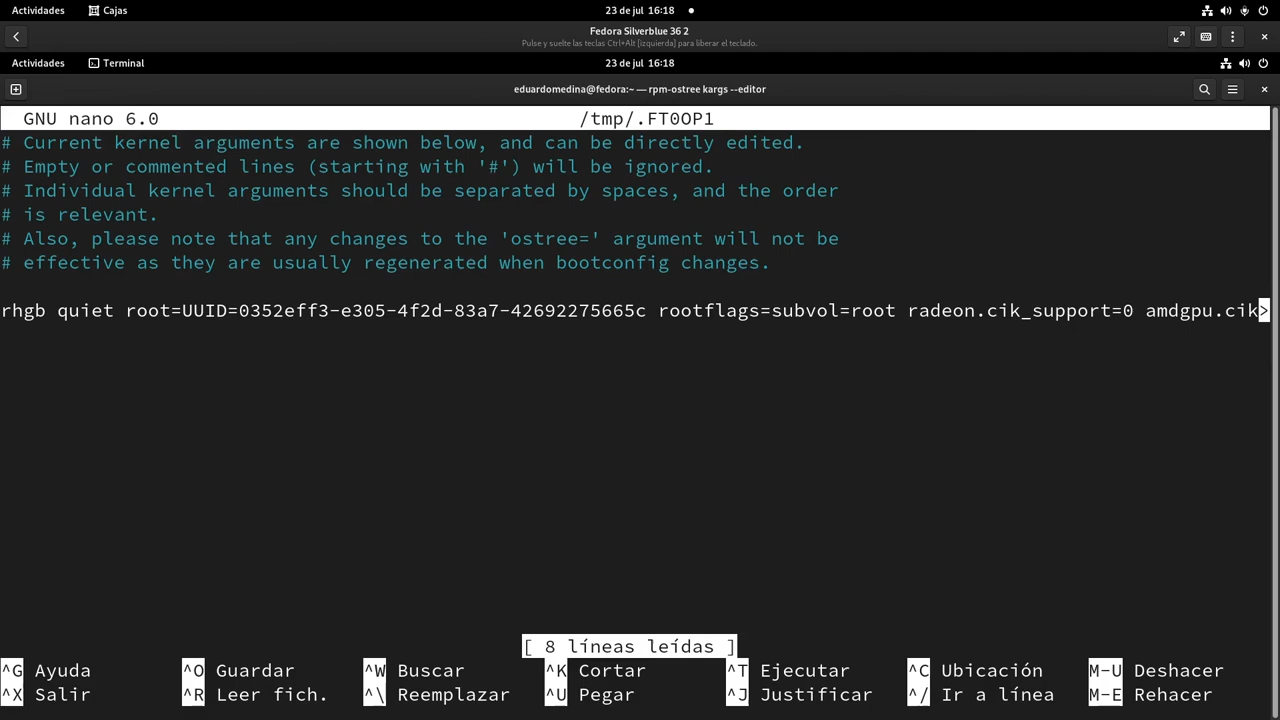 Actividades Cajas 23 de jul 16:18
Fedora Silverblue 36 2
Pulse y suelte las teclas Ctrl+Alt [izquierda] para liberar el teclado.
Actividades Terminal 23 de jul 16:18
eduardomedina@fedora:~ — rpm-ostree kargs --editor
GNU nano 6.0 /tmp/.FT0OP1
# Current kernel arguments are shown below, and can be directly edited.
# Empty or commented lines (starting with '#') will be ignored.
# Individual kernel arguments should be separated by spaces, and the order
# is relevant.
# Also, please note that any changes to the 'ostree=' argument will not be
# effective as they are usually regenerated when bootconfig changes.
rhgb quiet root=UUID=0352eff3-e305-4f2d-83a7-42692275665c rootflags=subvol=root radeon.cik_support=0 amdgpu.cik>
[ 8 líneas leídas ]
^G Ayuda ^O Guardar ^W Buscar ^K Cortar ^T Ejecutar ^C Ubicación M-U Deshacer
^X Salir ^R Leer fich. ^\ Reemplazar ^U Pegar ^J Justificar ^/ Ir a línea M-E Rehacer